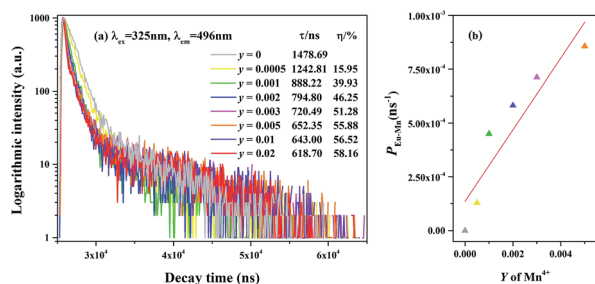 (a) λex=325nm, λem=496nm
τ/ns η/%
y = 0 1478.69
y = 0.0005 1242.81 15.95
y = 0.001 888.22 39.93
y = 0.002 794.80 46.25
y = 0.003 720.49 51.28
y = 0.005 652.35 55.88
y = 0.01 643.00 56.52
y = 0.02 618.70 58.16
Logarithmic intensity (a.u.)
1000
100
10
1
3x10⁴ 4x10⁴ 5x10⁴ 6x10⁴
Decay time (ns)
(b)
PEu-Mn(ns⁻¹)
1.00x10⁻³
7.50x10⁻⁴
5.00x10⁻⁴
2.50x10⁻⁴
0.00
0.000 0.002 0.004
Y of Mn⁴⁺